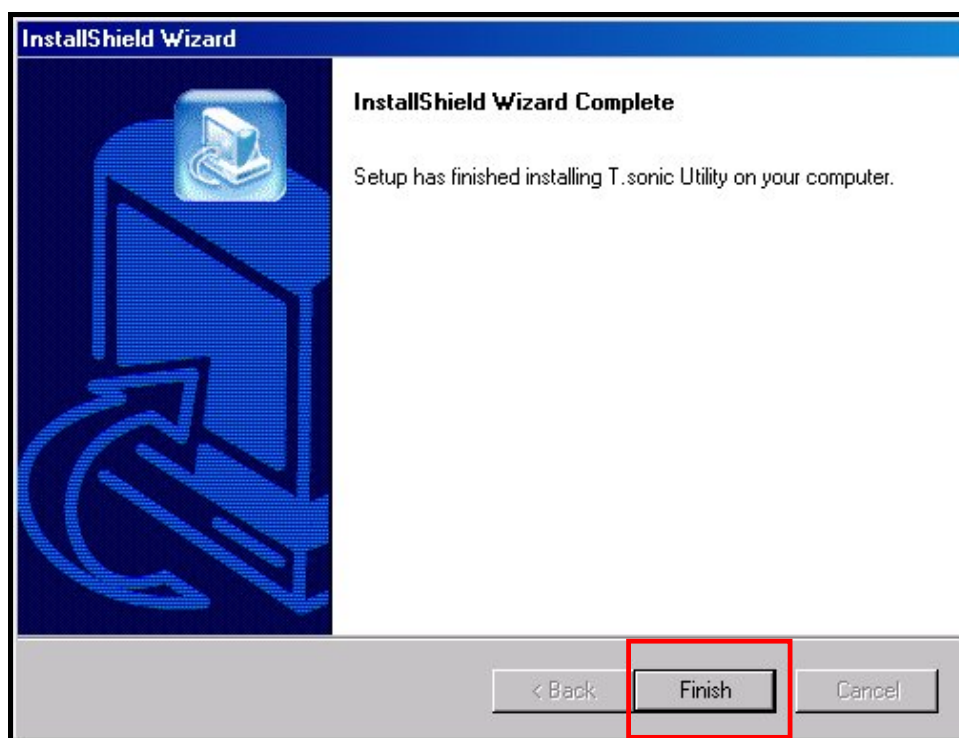 InstallShield Wizard
InstallShield Wizard Complete
Setup has finished installing T.sonic Utility on your computer.
< Back Finish Cancel